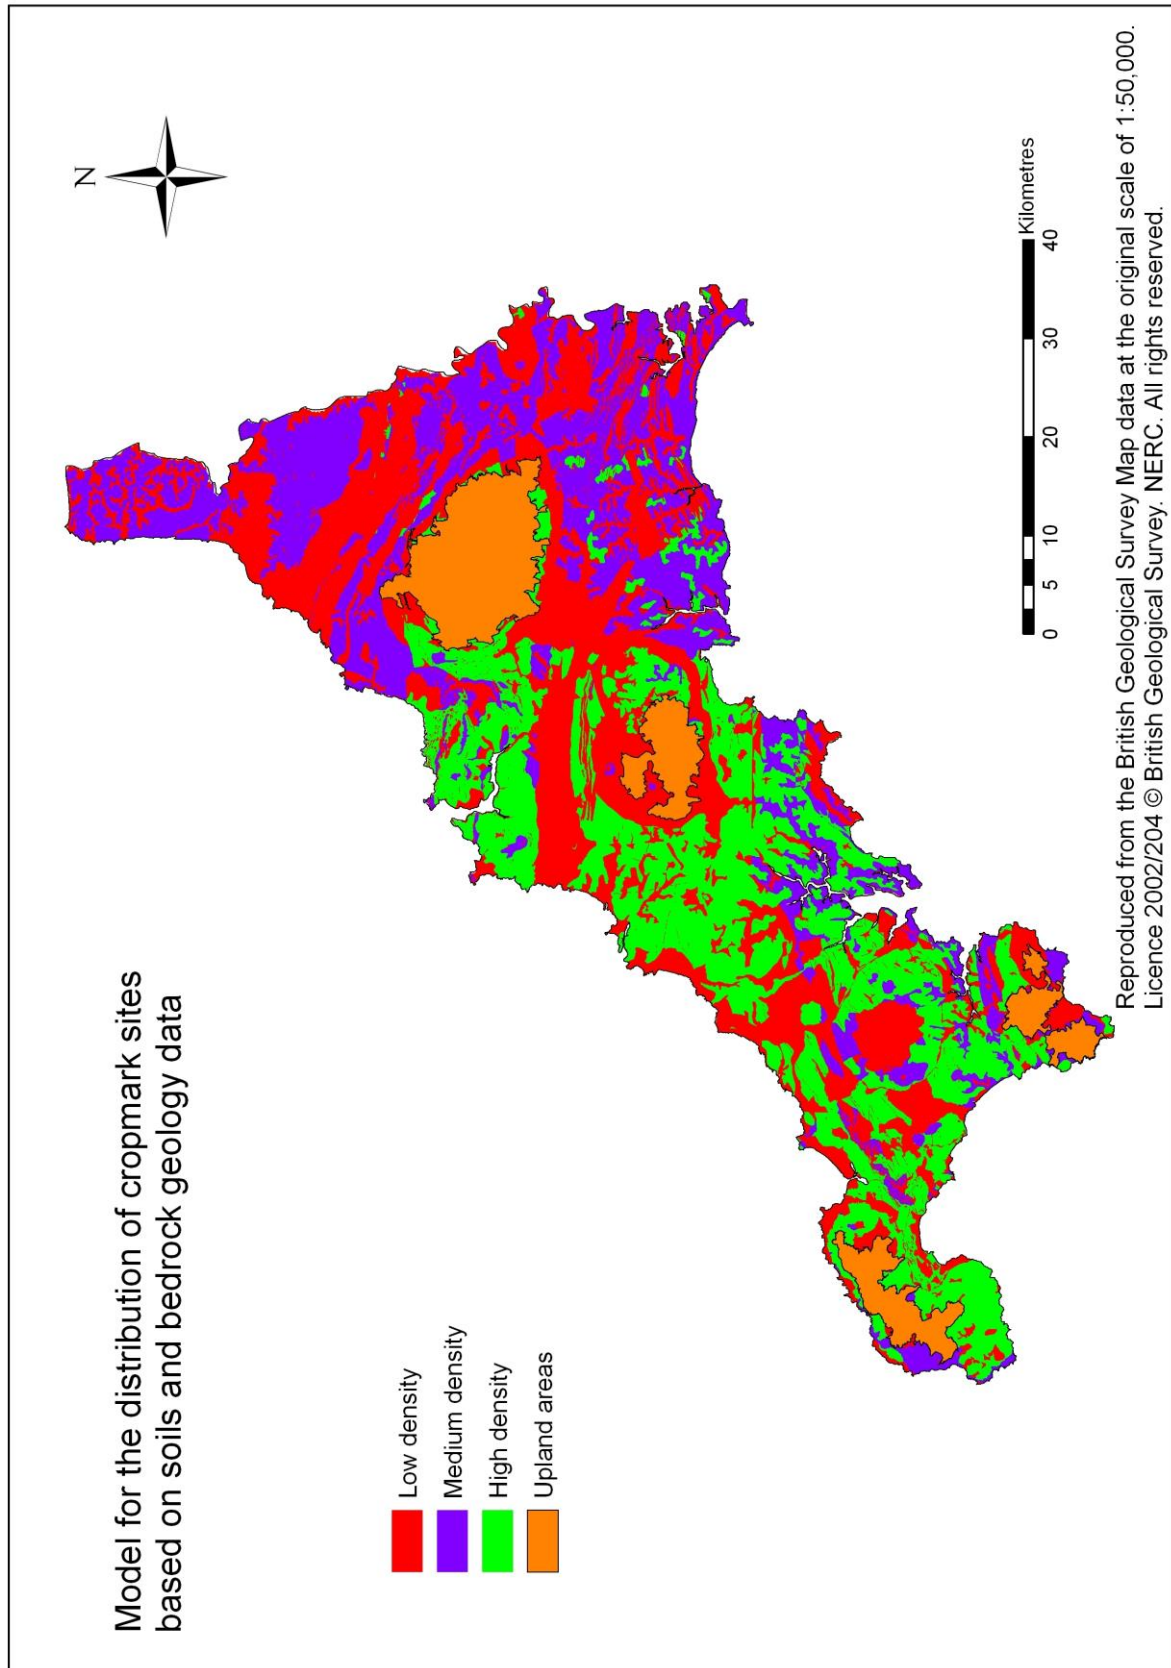 Model for the distribution of cropmark sites
based on soils and bedrock geology data
N
Low density
Medium density
High density
Upland areas
Kilometres
0 5 10 20 30 40
Reproduced from the British Geological Survey Map data at the original scale of 1:50,000.
Licence 2002/204 © British Geological Survey. NERC. All rights reserved.